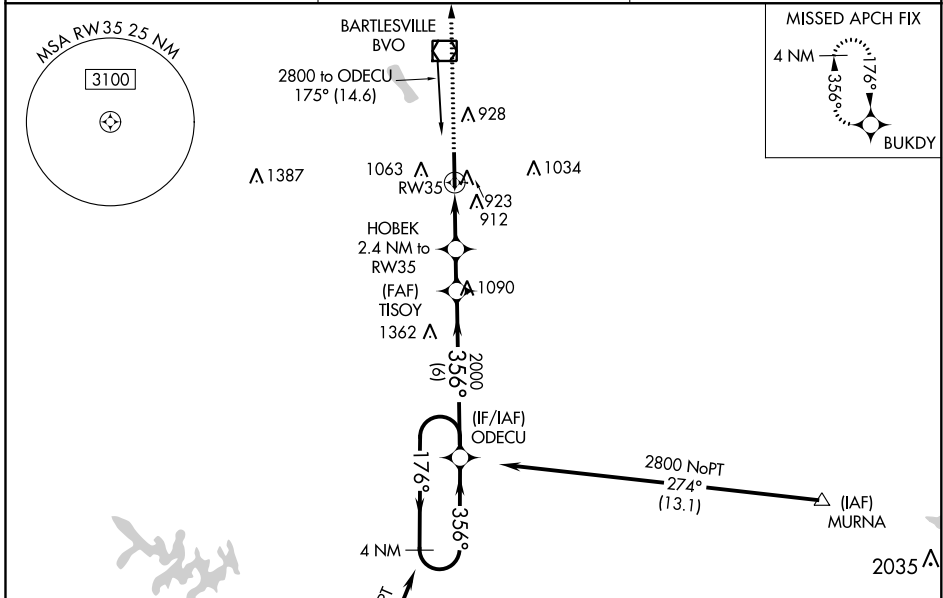 MSA RW35 25 NM
3100
BARTLESVILLE
BVO
2800 to ODECU
175° (14.6)
MISSED APCH FIX
4 NM
176°
356°
BUKDY
928
1387
1063
1034
RW35
923
912
HOBEK
2.4 NM to
RW35
(FAF)
TISOY
1090
1362
2000
356°
(6)
(IF/IAF)
ODECU
176°
356°
4 NM
2800 NoPT
274°
(13.1)
(IAF)
MURNA
2035